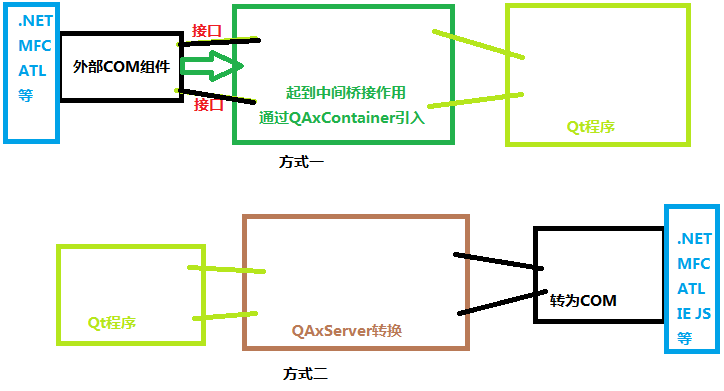 .NET
MFC
ATL
等
外部COM组件
接口
接口
起到中间桥接作用
通过QAxContainer引入
Qt程序
方式一
Qt程序
QAxServer转换
转为COM
.NET
MFC
ATL
IE JS
等
方式二